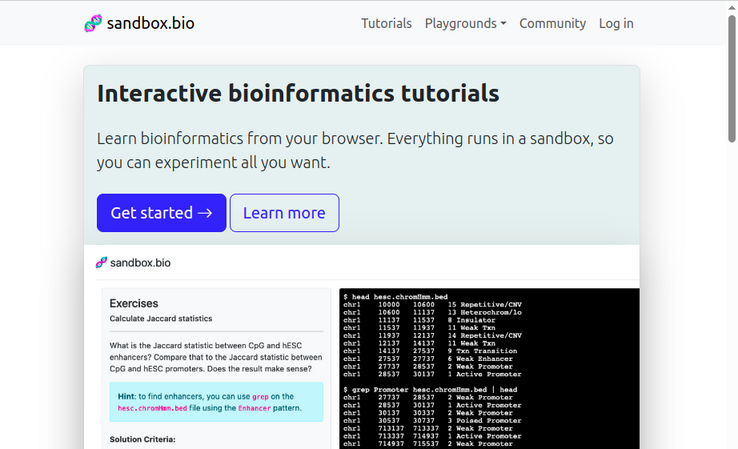 sandbox.bio
Tutorials Playgrounds Community Log in
Interactive bioinformatics tutorials
Learn bioinformatics from your browser. Everything runs in a sandbox, so
you can experiment all you want.
Get started → Learn more
sandbox.bio
Exercises
Calculate Jaccard statistics
What is the Jaccard statistic between CpG and hESC
enhancers? Compare that to the Jaccard statistic between
CpG and hESC promoters. Does the result make sense?
Hint: to find enhancers, you can use grep on the
hesc.chromHmm.bed file using the Enhancer pattern.
Solution Criteria:
$ head hesc.chromHmm.bed
chr1 10000 10600 15 Repetitive/CNV
chr1 10600 11137 13 Heterochrom/lo
chr1 11137 11537 8 Insulator
chr1 11537 11937 11 Weak Txn
chr1 11937 12137 14 Repetitive/CNV
chr1 12137 14137 11 Weak Txn
chr1 14137 27537 9 Txn Transition
chr1 27537 27737 6 Weak Enhancer
chr1 27737 28537 2 Weak Promoter
chr1 28537 30137 1 Active Promoter
$ grep Promoter hesc.chromHmm.bed | head
chr1 27737 28537 2 Weak Promoter
chr1 28537 30137 1 Active Promoter
chr1 30137 30337 2 Weak Promoter
chr1 30537 30737 3 Poised Promoter
chr1 713137 713337 2 Weak Promoter
chr1 713337 714937 1 Active Promoter
chr1 714937 715537 2 Weak Promoter